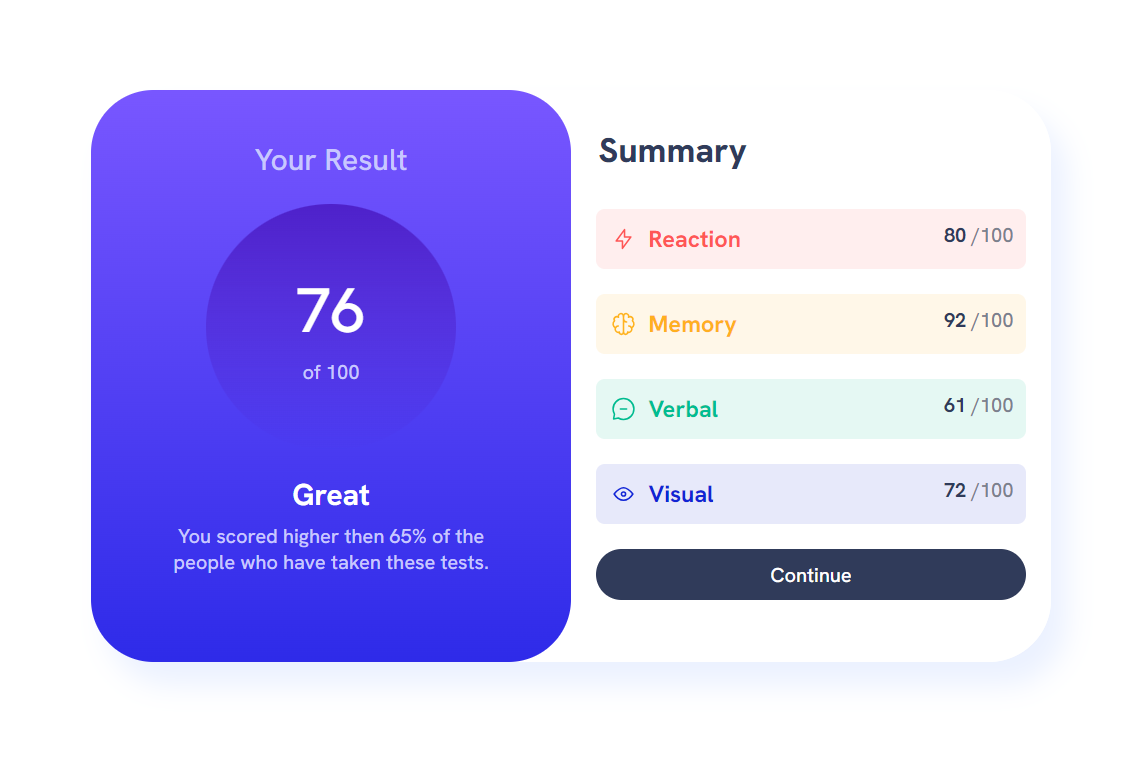 Your Result
76
of 100
Great
You scored higher then 65% of the
people who have taken these tests.
Summary
Reaction 80 /100
Memory 92 /100
Verbal 61 /100
Visual 72 /100
Continue